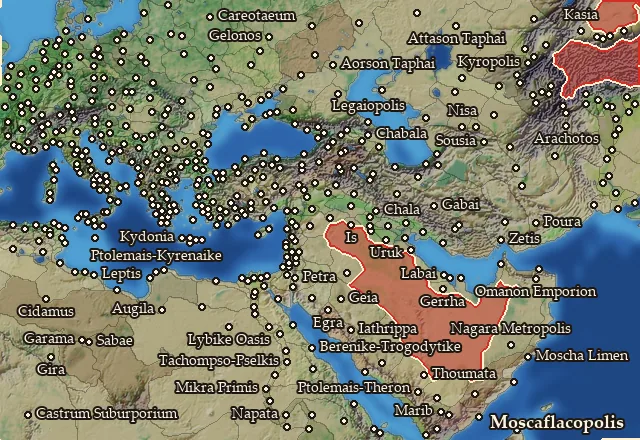 Careotaeum
Kasia
Gelonos
Attason Taphai
Aorson Taphai
Kyropolis
Legaiopolis
Nisa
Chabala
Sousia
Arachotos
Chala
Gabai
Poura
Kydonia
Is
Zetis
Ptolemais-Kyrenaike
Uruk
Leptis
Petra
Labai
Omanon Emporion
Geia
Gerrha
Cidamus
Augila
Egra
Iathrippa
Nagara Metropolis
Garama
Sabae
Lybike Oasis
Berenike-Trogodytike
Tachompso-Pselkis
Moscha Limen
Gira
Thoumata
Mikra Primis
Ptolemais-Theron
Castrum Suburporium
Napata
Marib
Moscaflacopolis